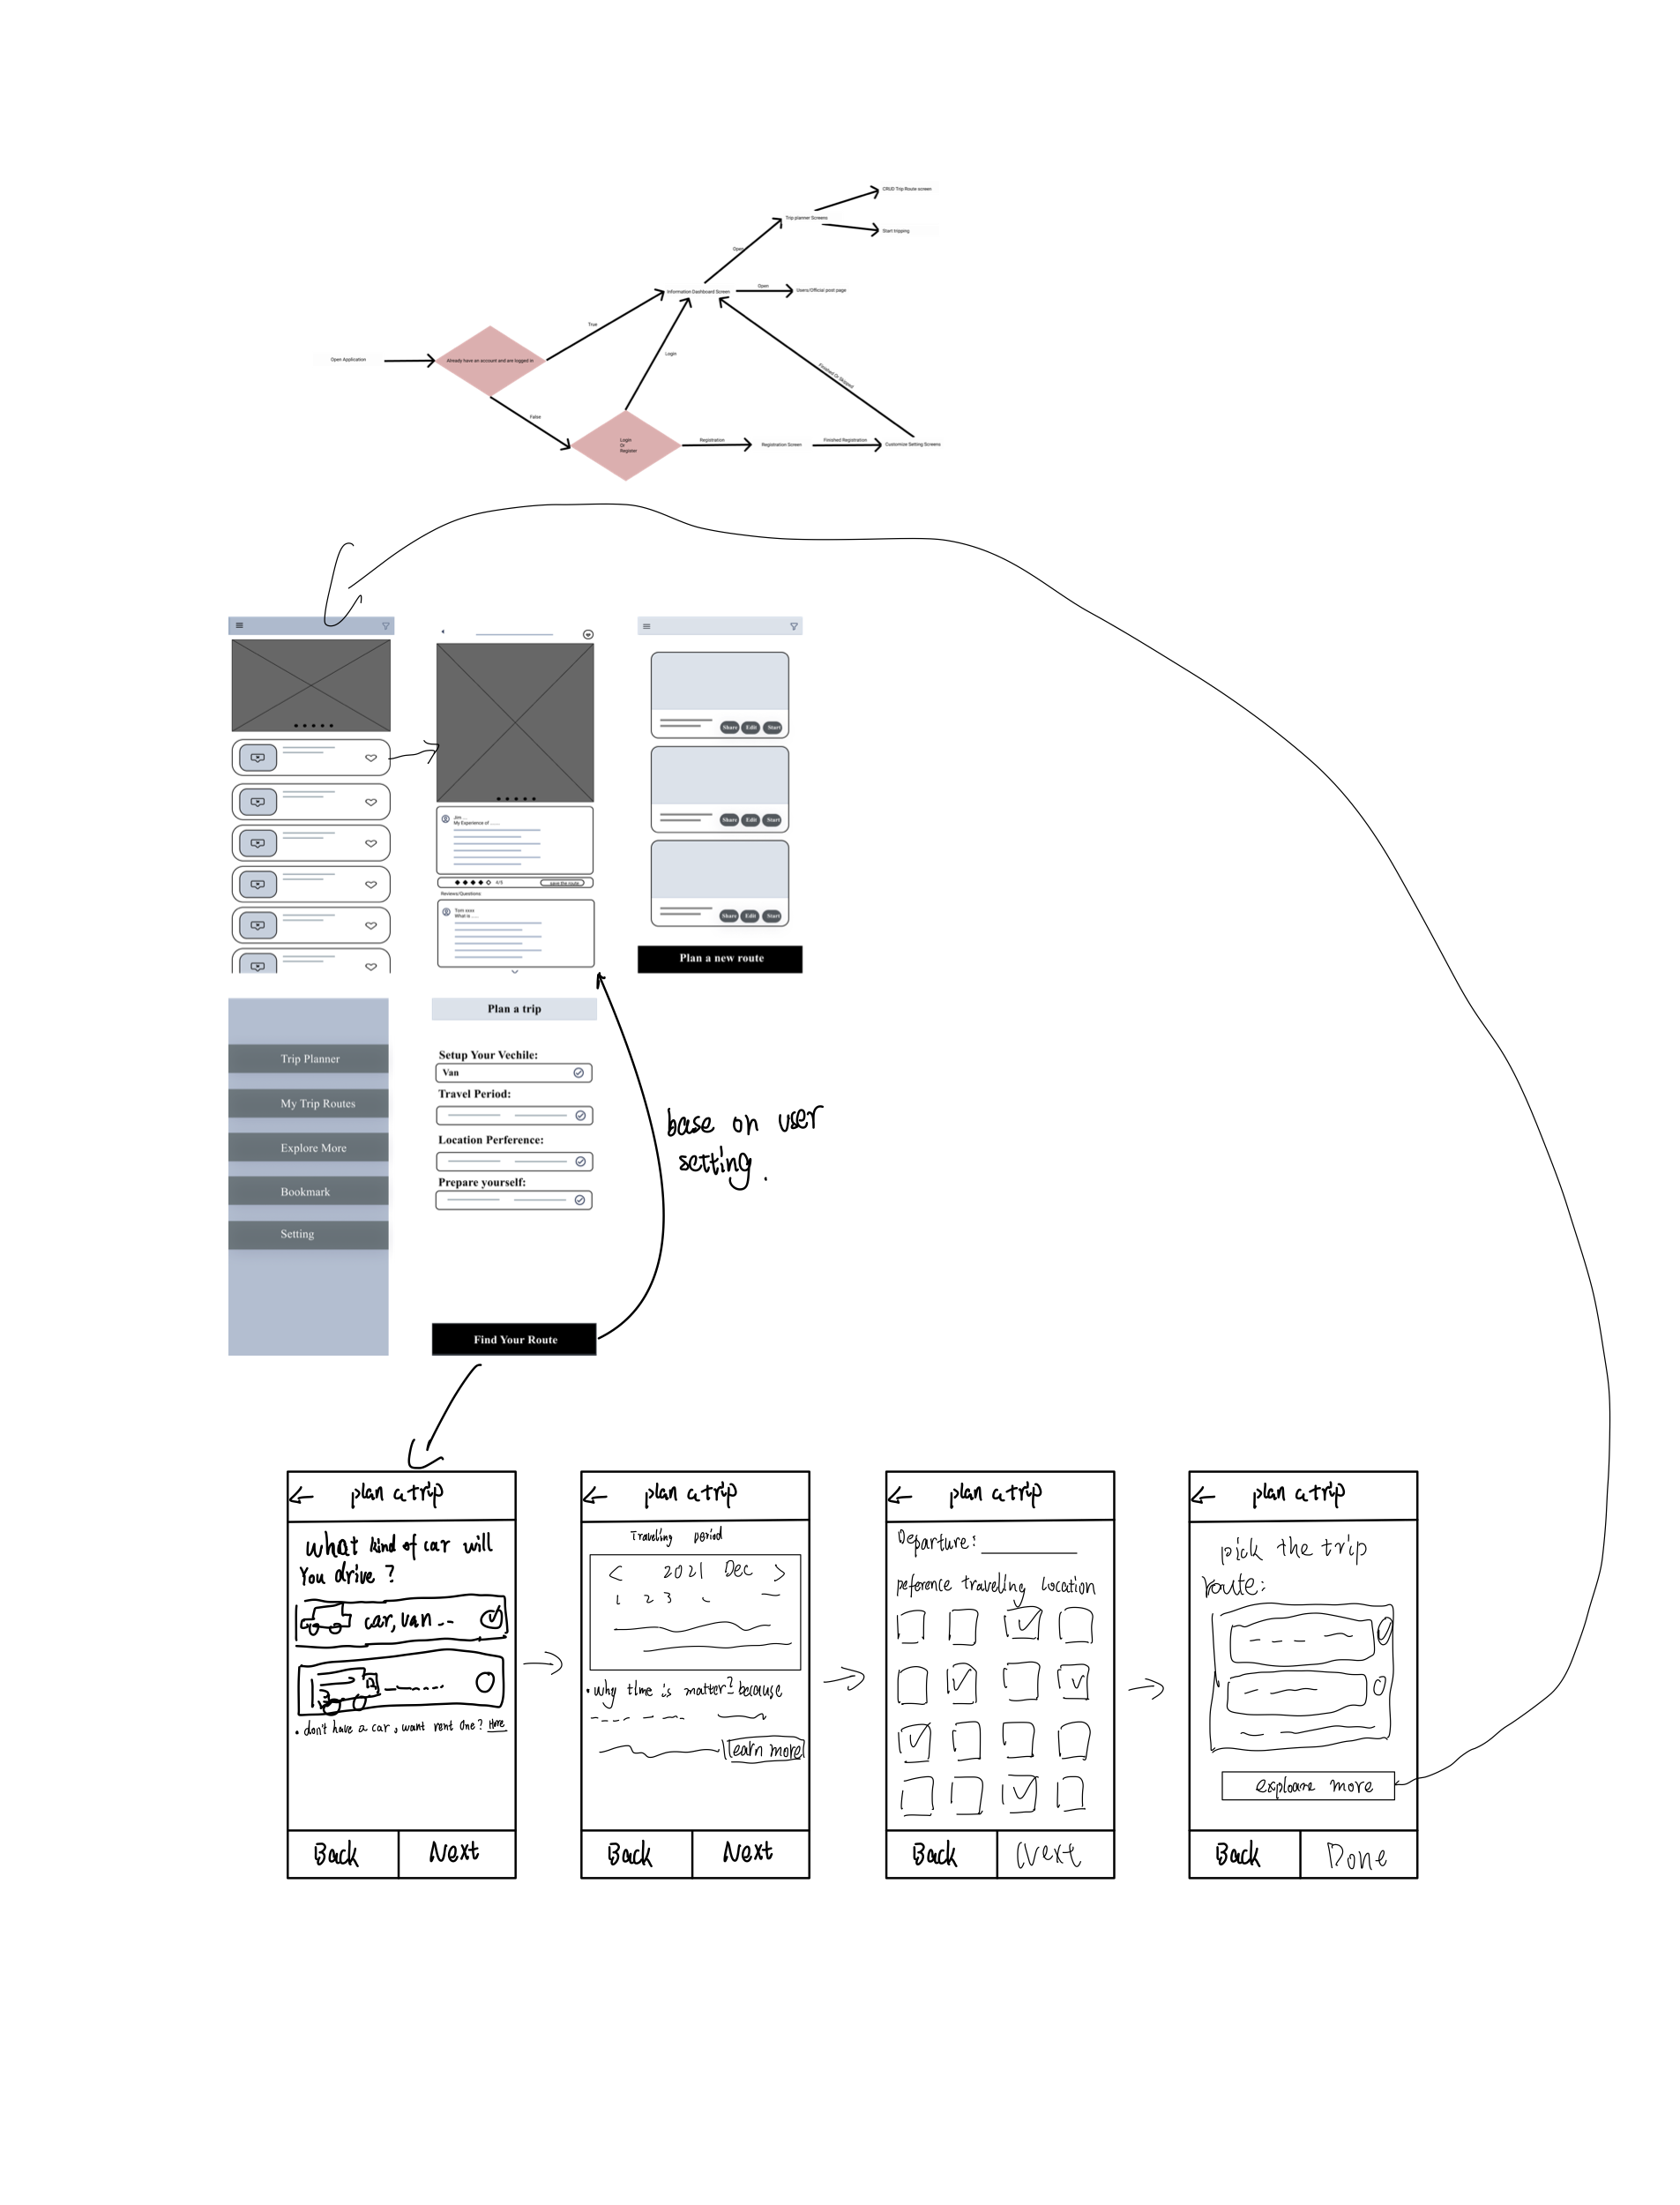 CRUD Trip Route screen
Trip planner Screens
Start tripping
Open
Information Dashboard Screen
Open
Users/Official post page
True
Open Application
Already have an account and are logged in
Login
Finished Or Skipped
False
Login
Or
Register
Registration
Registration Screen
Finished Registration
Customize Setting Screens
Jim ...
My Experience of ........
4/5
save the route
Reviews/Questions
Tom xxxx
What is ......
Share Edit Start
Share Edit Start
Share Edit Start
Plan a new route
Trip Planner
My Trip Routes
Explore More
Bookmark
Setting
Plan a trip
Setup Your Vechile:
Van
Travel Period:
Location Perference:
Prepare yourself:
Find Your Route
base on user
setting.
plan a trip
what kind of car will
You drive ?
car, van ...
• don't have a car, want rent one? Here
Back Next
plan a trip
Traveling period
< 2021 Dec >
1 2 3
• why time is matter? because
learn more
Back Next
plan a trip
Departure:
peference traveling location
Back Next
plan a trip
pick the trip
route:
exploare more
Back Done